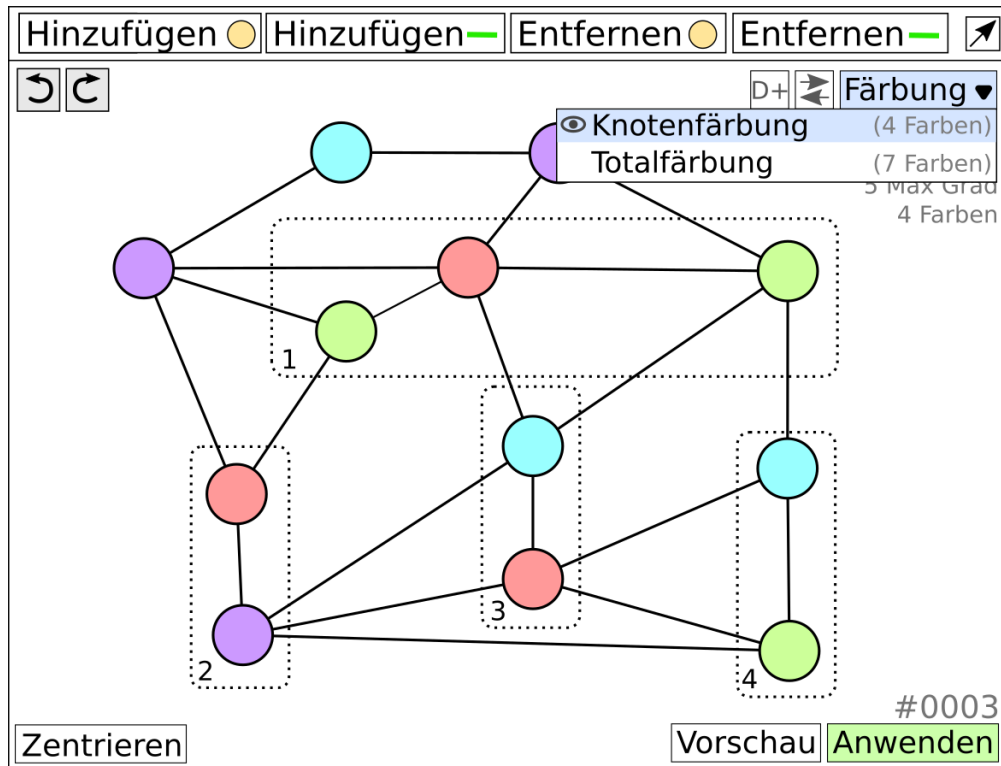 Hinzufügen Hinzufügen Entfernen Entfernen
D+ Färbung
Knotenfärbung (4 Farben)
Totalfärbung (7 Farben)
5 Max Grad
4 Farben
1
2
3
4
#0003
Zentrieren Vorschau Anwenden